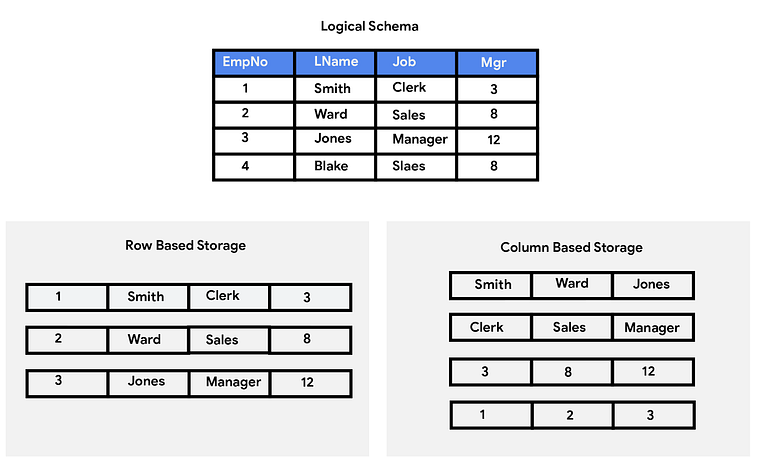 Logical Schema
EmpNo LName Job Mgr
1 Smith Clerk 3
2 Ward Sales 8
3 Jones Manager 12
4 Blake Slaes 8
Row Based Storage
1 Smith Clerk 3
2 Ward Sales 8
3 Jones Manager 12
Column Based Storage
Smith Ward Jones
Clerk Sales Manager
3 8 12
1 2 3